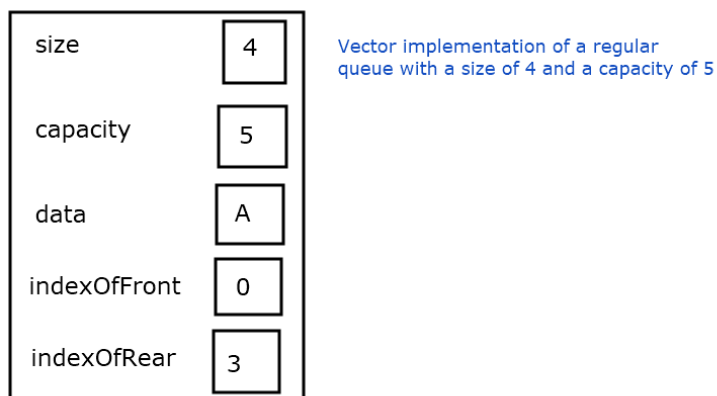 size 4
Vector implementation of a regular
queue with a size of 4 and a capacity of 5
capacity 5
data A
indexOfFront 0
indexOfRear 3